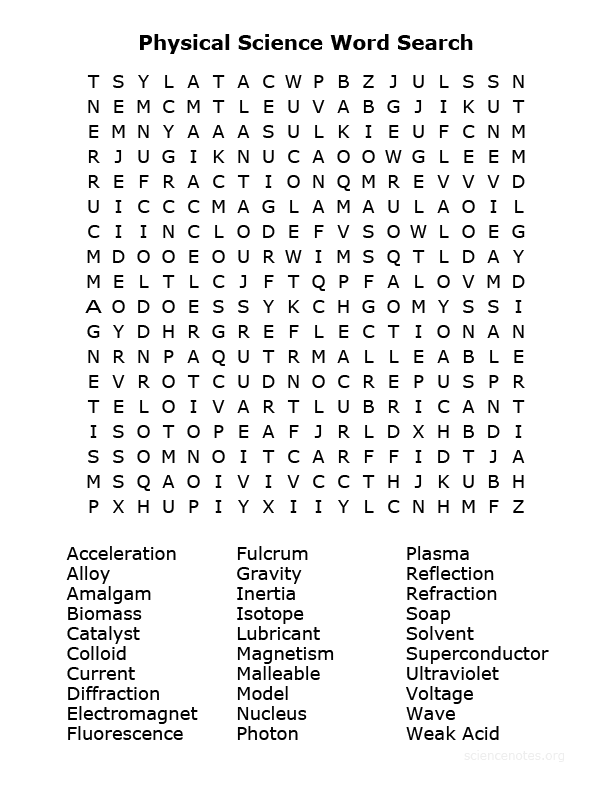 Physical Science Word Search
T S Y L A T A C W P B Z J U L S S N
N E M C M T L E U V A B G J I K U T
E M N Y A A A S U L K I E U F C N M
R J U G I K N U C A O O W G L E E M
R E F R A C T I O N Q M R E V V V D
U I C C C M A G L A M A U L A O I L
C I I N C L O D E F V S O W L O E G
M D O O E O U R W I M S Q T L D A Y
M E L T L C J F T Q P F A L O V M D
A O D O E S S Y K C H G O M Y S S I
G Y D H R G R E F L E C T I O N A N
N R N P A Q U T R M A L L E A B L E
E V R O T C U D N O C R E P U S P R
T E L O I V A R T L U B R I C A N T
I S O T O P E A F J R L D X H B D I
S S O M N O I T C A R F F I D T J A
M S Q A O I V I V C C T H J K U B H
P X H U P I Y X I I Y L C N H M F Z
Acceleration Fulcrum Plasma
Alloy Gravity Reflection
Amalgam Inertia Refraction
Biomass Isotope Soap
Catalyst Lubricant Solvent
Colloid Magnetism Superconductor
Current Malleable Ultraviolet
Diffraction Model Voltage
Electromagnet Nucleus Wave
Fluorescence Photon Weak Acid
sciencenotes.org